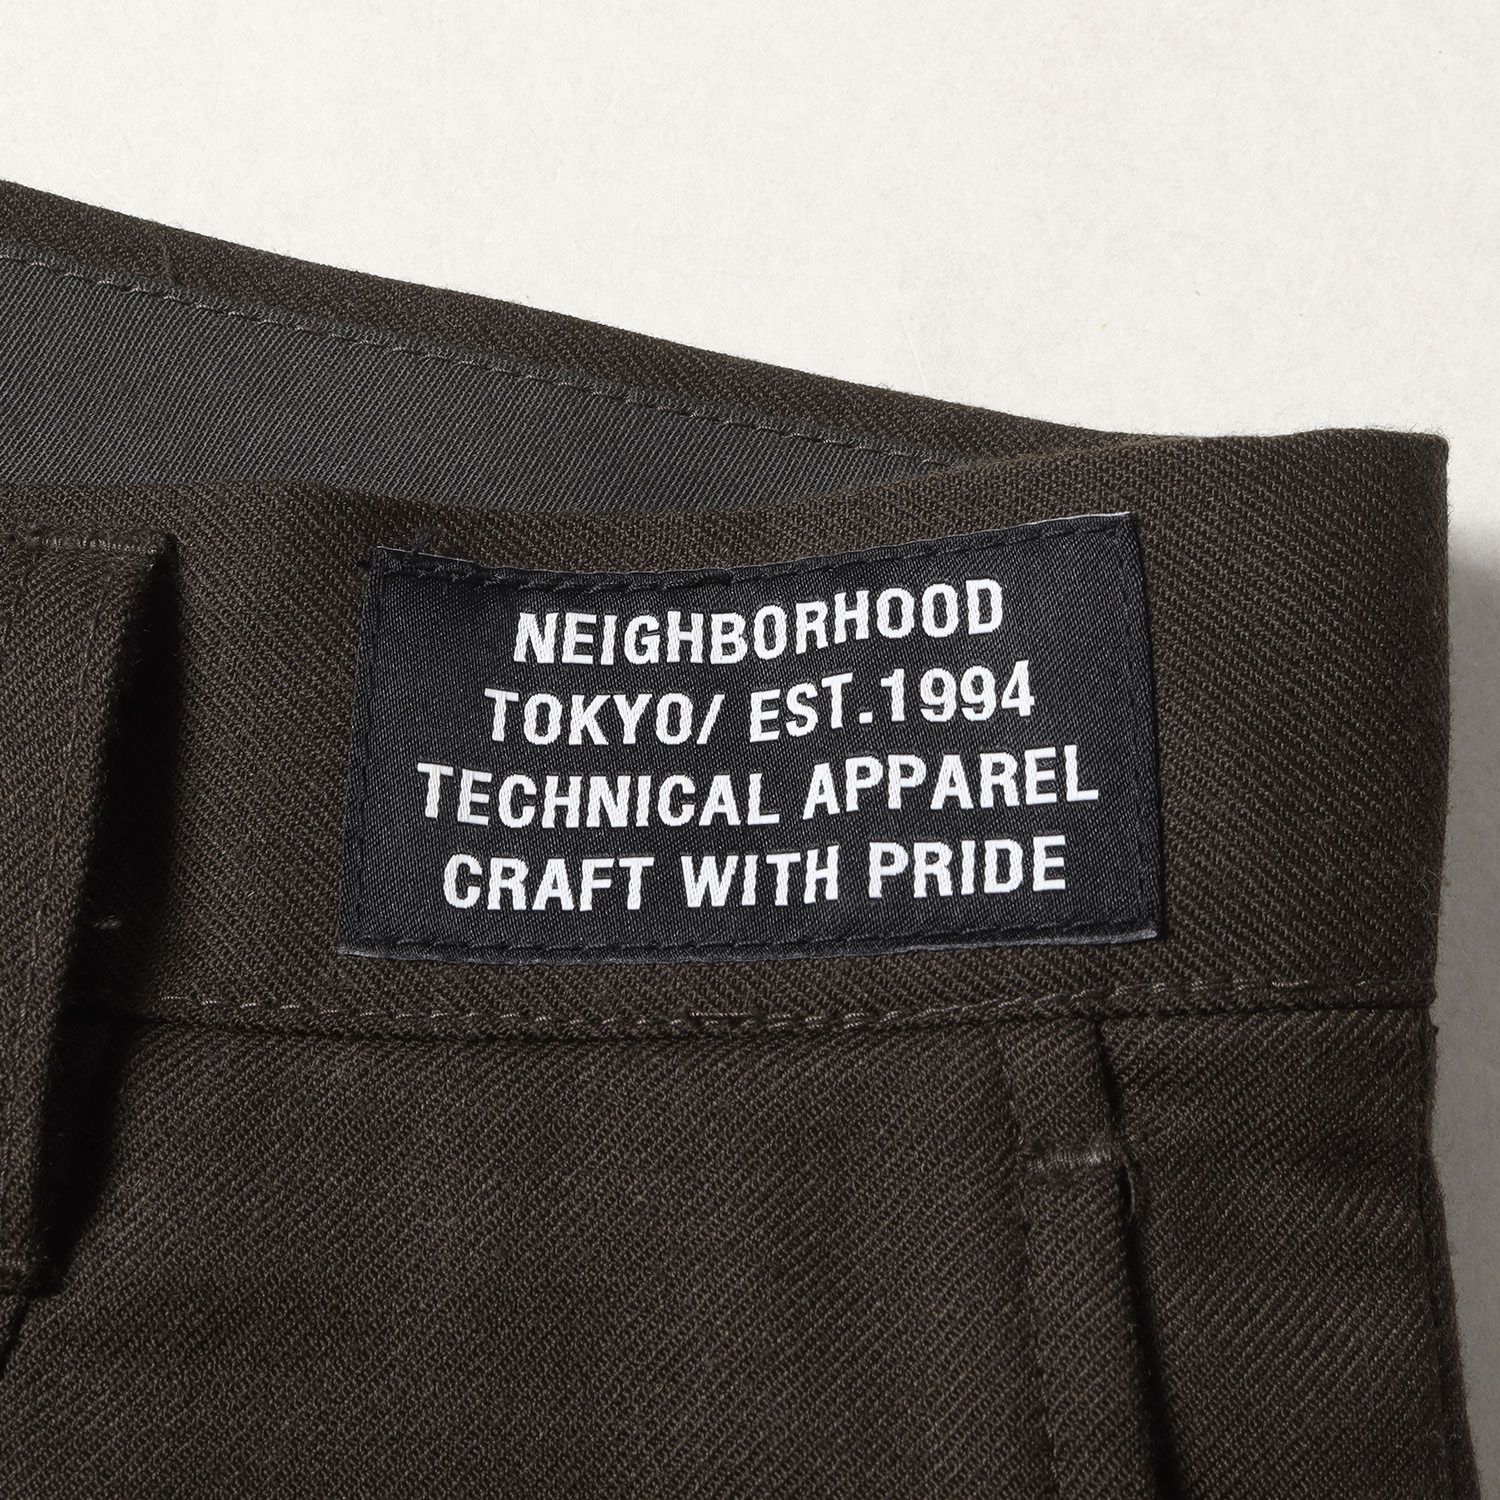 NEIGHBORHOOD
TOKYO/ EST.1994
TECHNICAL APPAREL
CRAFT WITH PRIDE